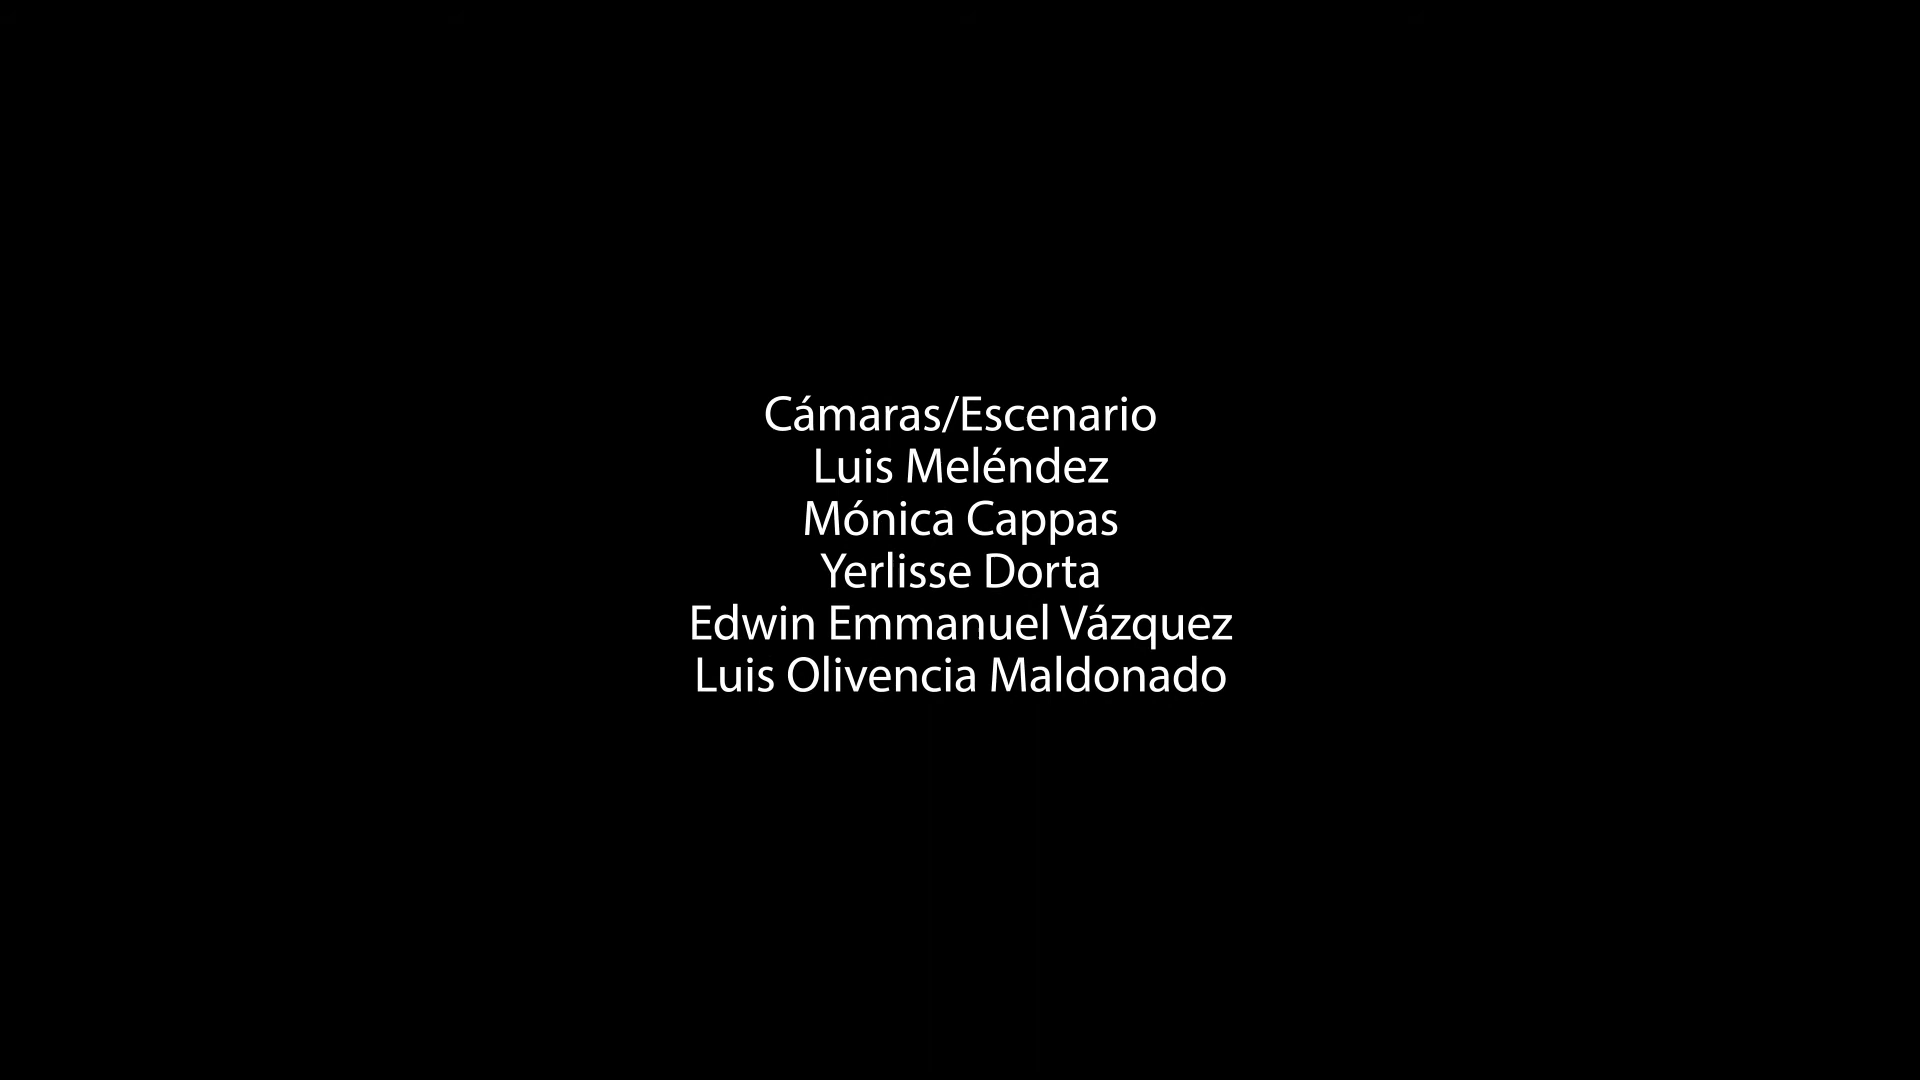 Cámaras/Escenario
Luis Meléndez
Mónica Cappas
Yerlisse Dorta
Edwin Emmanuel Vázquez
Luis Olivencia Maldonado